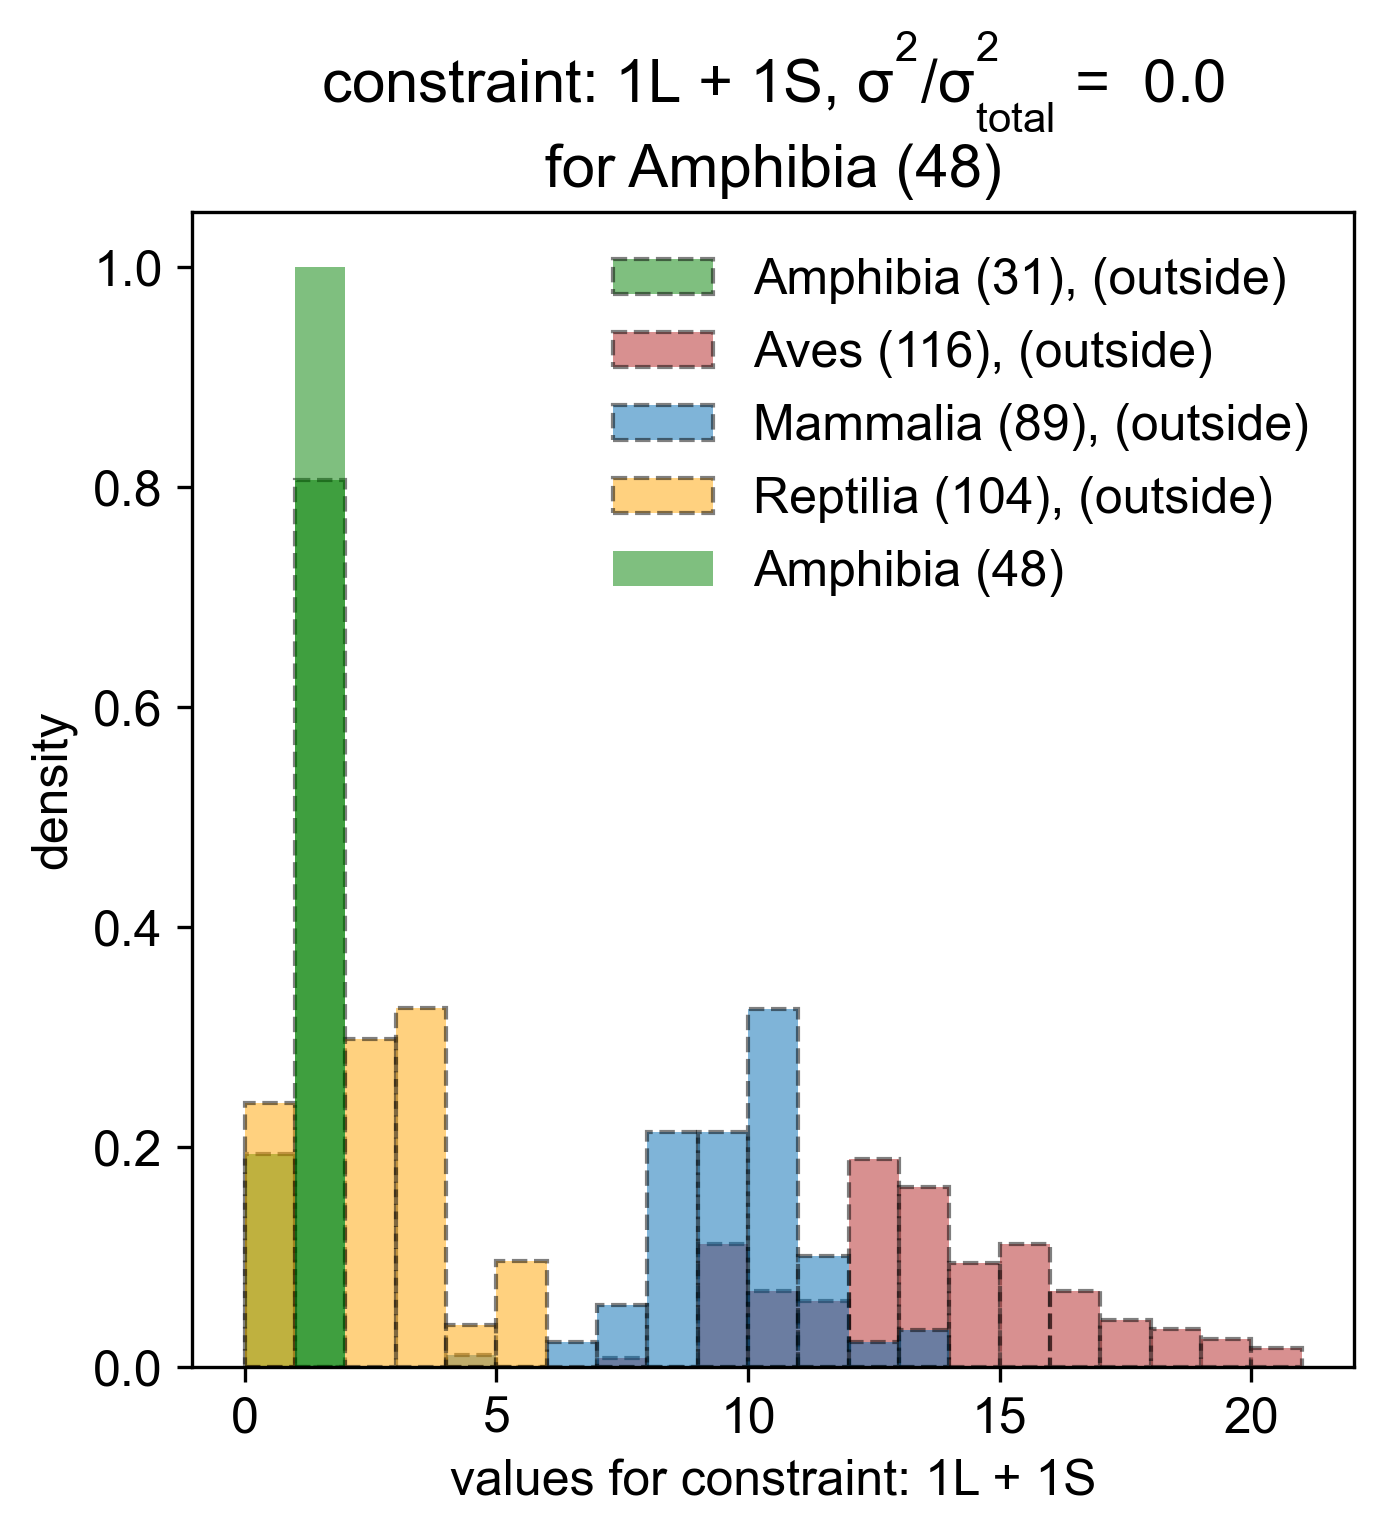 constraint: 1L + 1S, σ²/σ²total = 0.0
for Amphibia (48)
Amphibia (31), (outside)
Aves (116), (outside)
Mammalia (89), (outside)
Reptilia (104), (outside)
Amphibia (48)
1.0
0.8
0.6
0.4
0.2
0.0
density
0 5 10 15 20
values for constraint: 1L + 1S